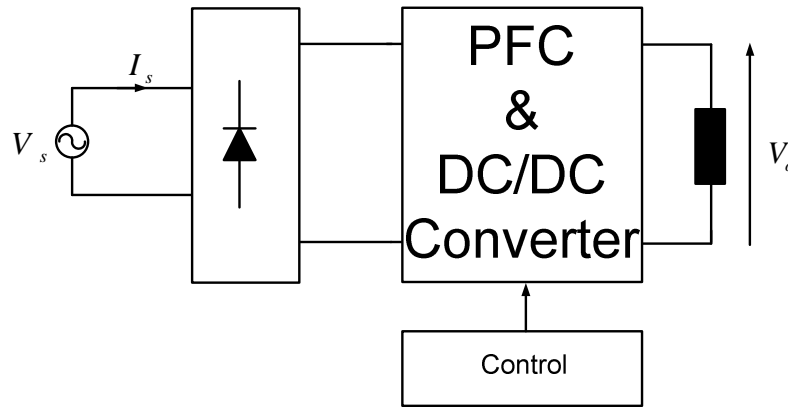 I s
V s
PFC
&
DC/DC
Converter
V
Control